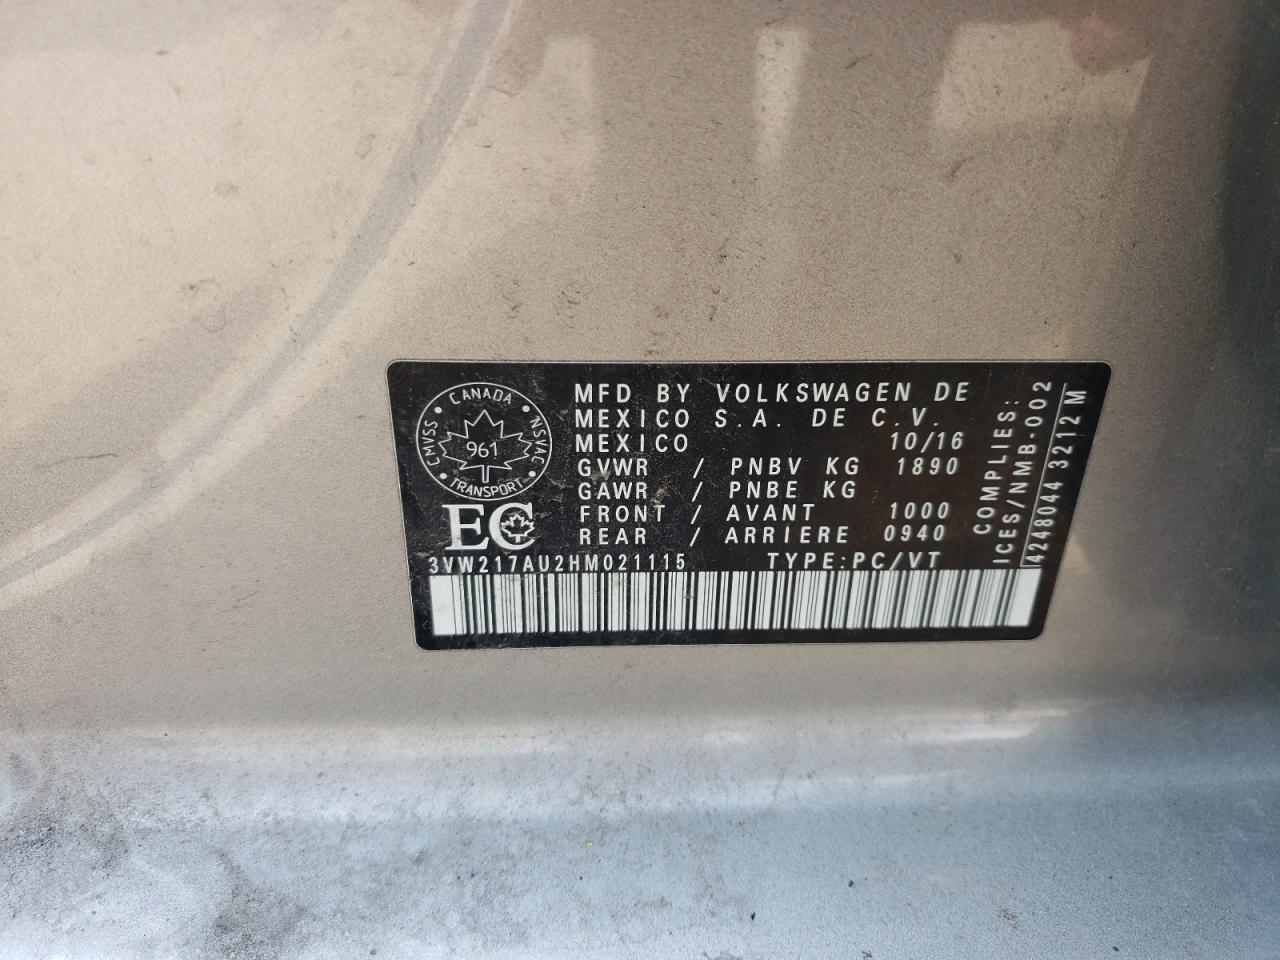 CANADA
CMVSS
NSVAC
961
TRANSPORT
EC
MFD BY VOLKSWAGEN DE
MEXICO S.A. DE C.V.
MEXICO 10/16
GVWR / PNBV KG 1890
GAWR / PNBE KG
FRONT / AVANT 1000
REAR / ARRIERE 0940
3VW217AU2HM021115 TYPE:PC/VT
COMPLIES:
ICES/NMB-002
4248044 3212 M